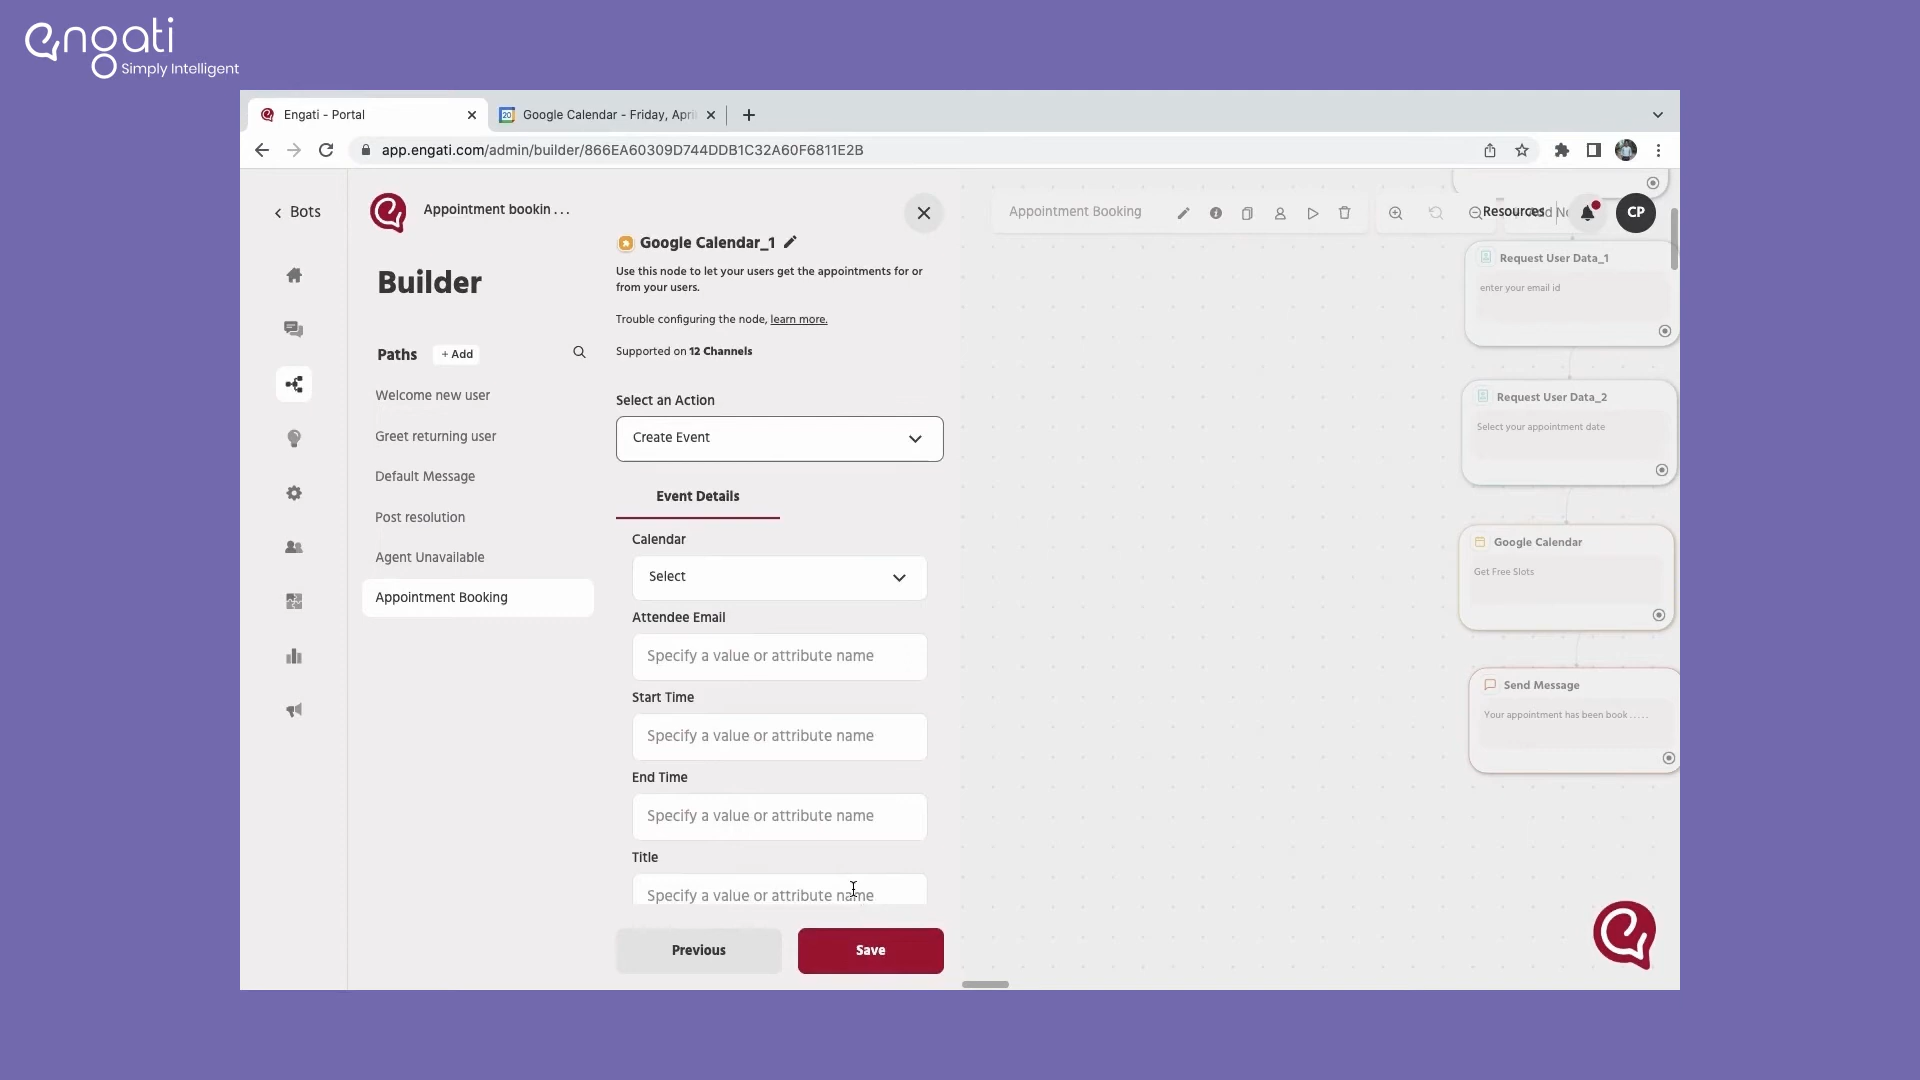 engati
Simply Intelligent
Engati - Portal
Google Calendar - Friday, Apri
app.engati.com/admin/builder/866EA60309D744DDB1C32A60F6811E2B
Bots
Appointment bookin . . .
Builder
Paths
+ Add
Welcome new user
Greet returning user
Default Message
Post resolution
Agent Unavailable
Appointment Booking
Google Calendar_1
Use this node to let your users get the appointments for or
from your users.
Trouble configuring the node, learn more.
Supported on 12 Channels
Select an Action
Create Event
Event Details
Calendar
Select
Attendee Email
Specify a value or attribute name
Start Time
Specify a value or attribute name
End Time
Specify a value or attribute name
Title
Specify a value or attribute name
Previous
Save
Appointment Booking
Resources
CP
Request User Data_1
enter your email id
Request User Data_2
Select your appointment date
Google Calendar
Get Free Slots
Send Message
Your appointment has been book . . . . .